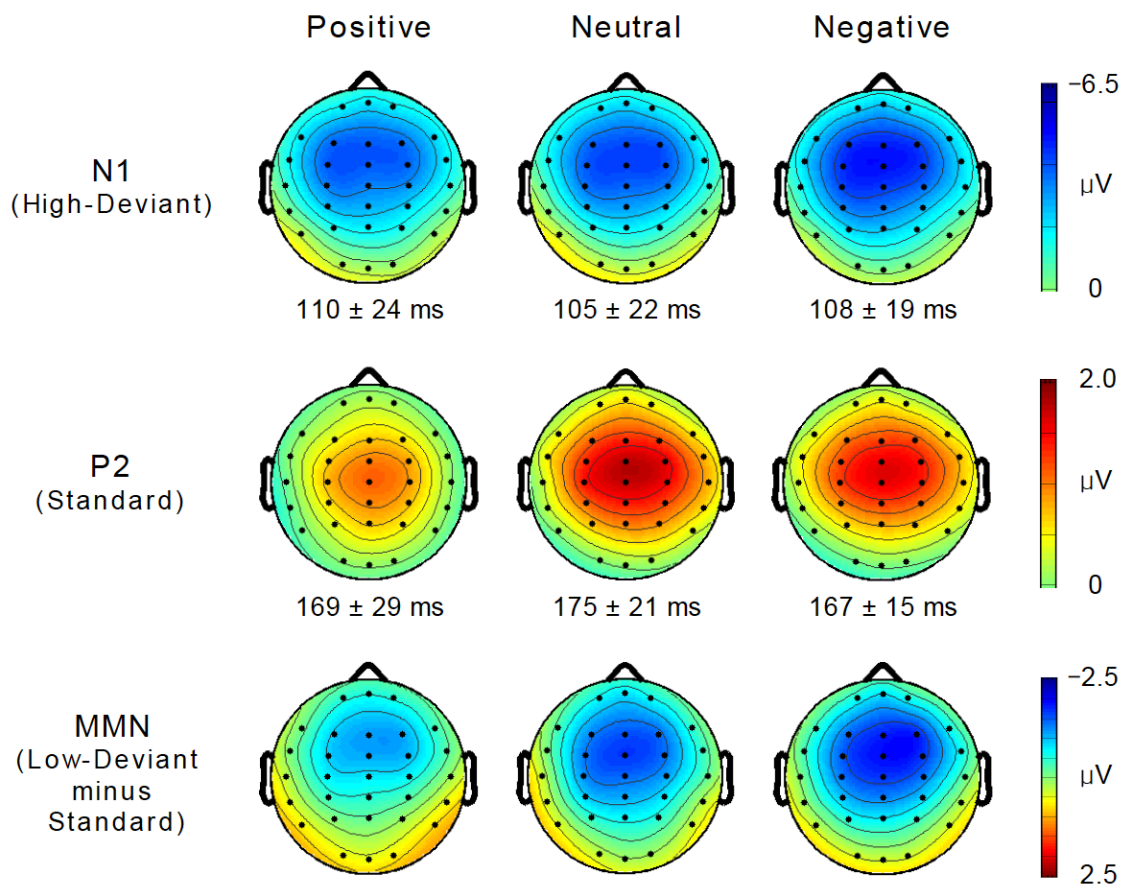 Positive Neutral Negative
N1
(High-Deviant)
−6.5
µV
0
110 ± 24 ms 105 ± 22 ms 108 ± 19 ms
P2
(Standard)
2.0
µV
0
169 ± 29 ms 175 ± 21 ms 167 ± 15 ms
MMN
(Low-Deviant
minus
Standard)
−2.5
µV
2.5